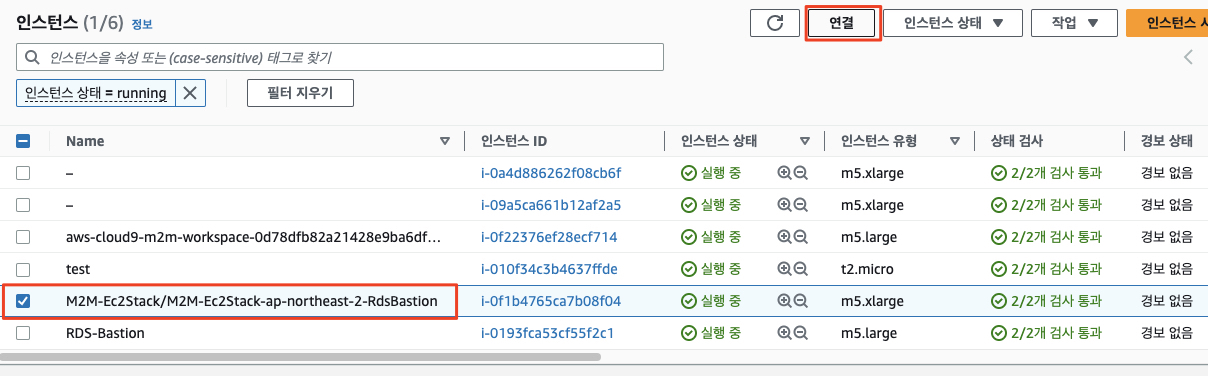 인스턴스 (1/6) 정보 연결 인스턴스 상태 작업 인스턴스
인스턴스을 속성 또는 (case-sensitive) 태그로 찾기
인스턴스 상태 = running 필터 지우기
Name 인스턴스 ID 인스턴스 상태 인스턴스 유형 상태 검사 경보 상태
– i-0a4d886262f08cb6f 실행 중 m5.xlarge 2/2개 검사 통과 경보 없음
– i-09a5ca661b12af2a5 실행 중 m5.xlarge 2/2개 검사 통과 경보 없음
aws-cloud9-m2m-workspace-0d78dfb82a21428e9ba6df... i-0f22376ef28ecf714 실행 중 m5.large 2/2개 검사 통과 경보 없음
test i-010f34c3b4637ffde 실행 중 t2.micro 2/2개 검사 통과 경보 없음
M2M-Ec2Stack/M2M-Ec2Stack-ap-northeast-2-RdsBastion i-0f1b4765ca7b08f04 실행 중 m5.xlarge 2/2개 검사 통과 경보 없음
RDS-Bastion i-0193fca53cf55f2c1 실행 중 m5.large 2/2개 검사 통과 경보 없음